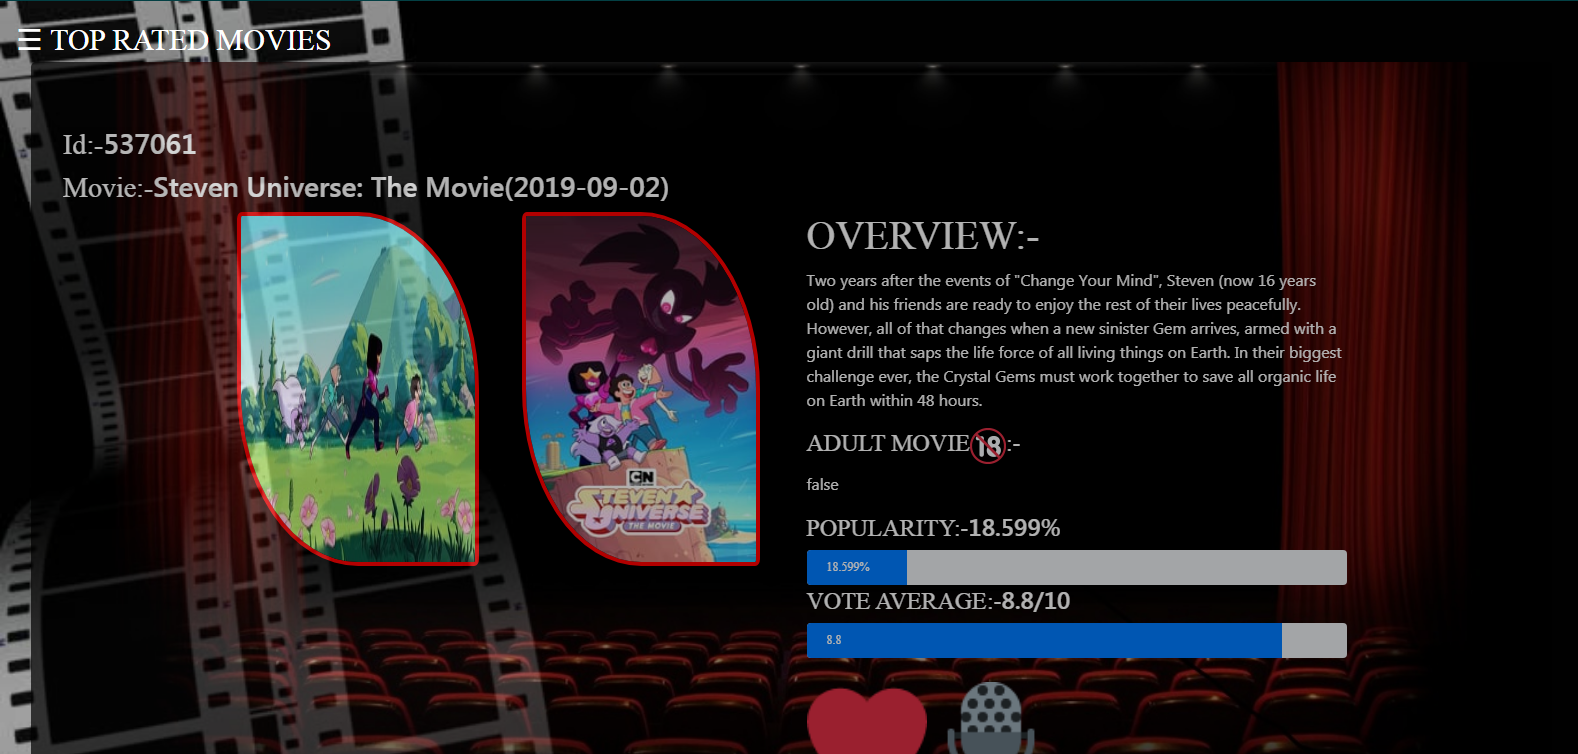 ☰ TOP RATED MOVIES
Id:-537061
Movie:-Steven Universe: The Movie(2019-09-02)
CN
STEVEN
UNIVERSE
THE MOVIE
OVERVIEW:-
Two years after the events of "Change Your Mind", Steven (now 16 years
old) and his friends are ready to enjoy the rest of their lives peacefully.
However, all of that changes when a new sinister Gem arrives, armed with a
giant drill that saps the life force of all living things on Earth. In their biggest
challenge ever, the Crystal Gems must work together to save all organic life
on Earth within 48 hours.
ADULT MOVIE🔞:-
false
POPULARITY:-18.599%
18.599%
VOTE AVERAGE:-8.8/10
8.8